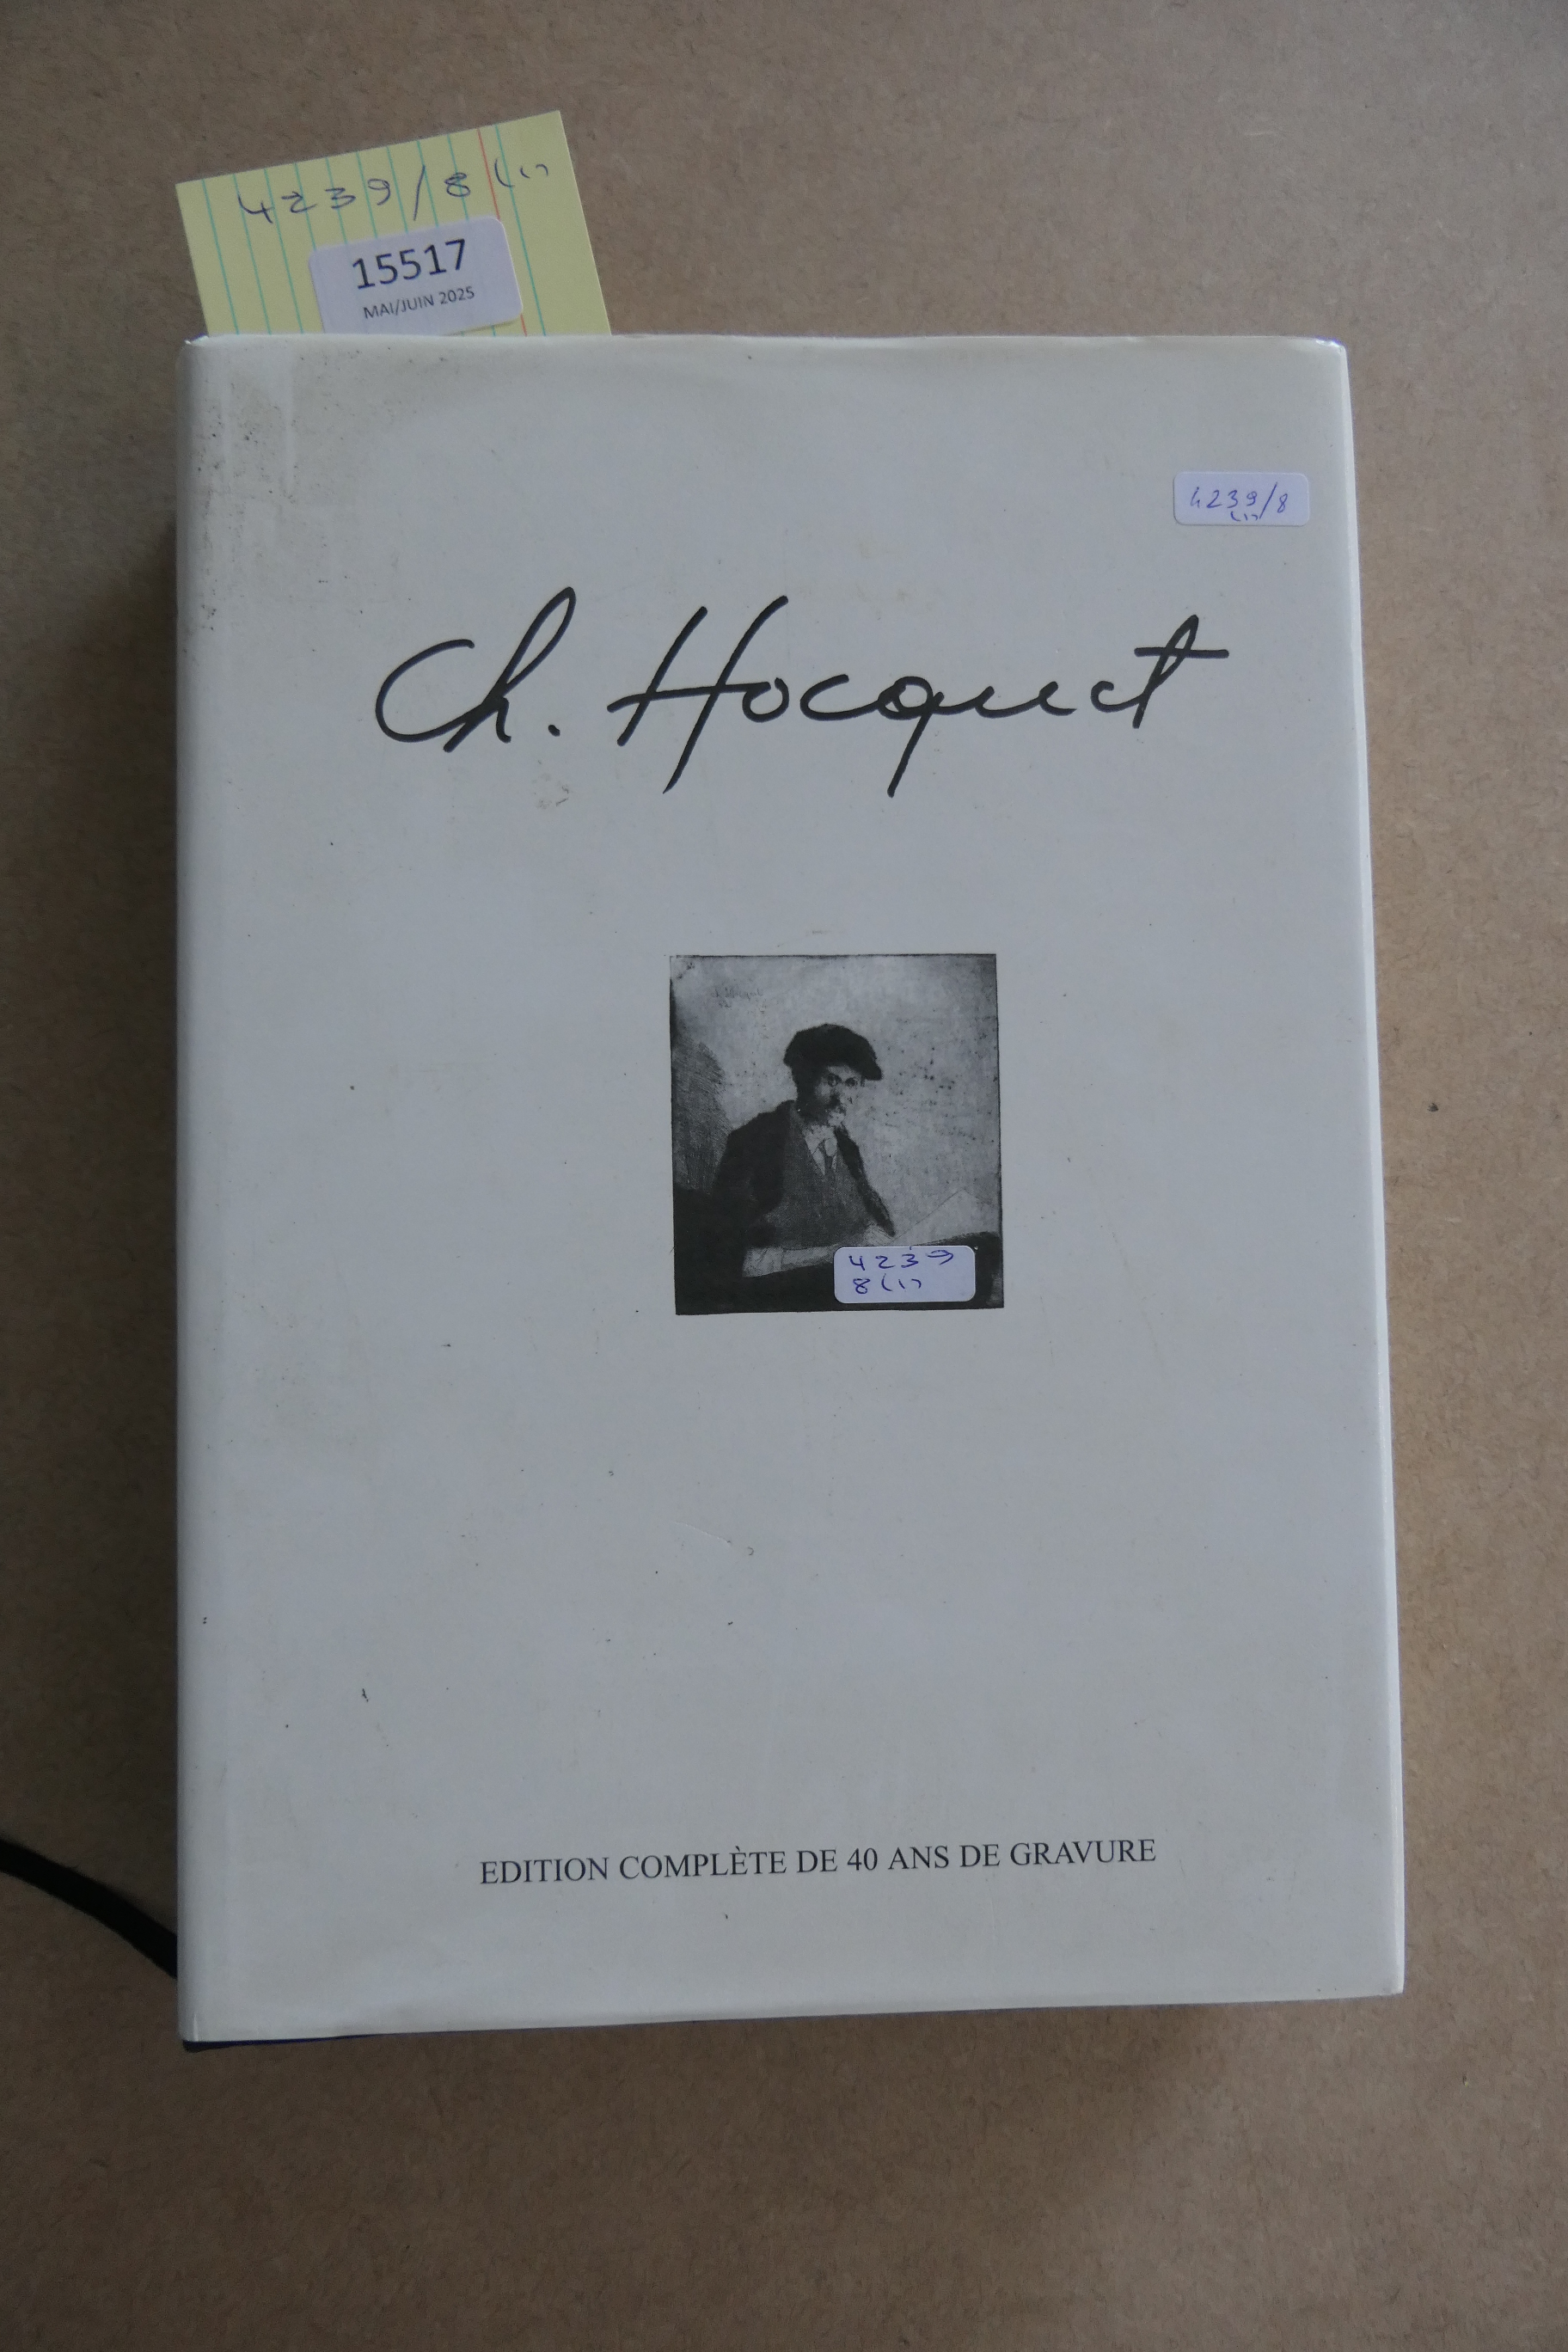 4239/8 (1)
15517
MAI/JUIN 2025
4239/8
(1)
Ch. Hocquet
4239
8 (1)
EDITION COMPLÈTE DE 40 ANS DE GRAVURE